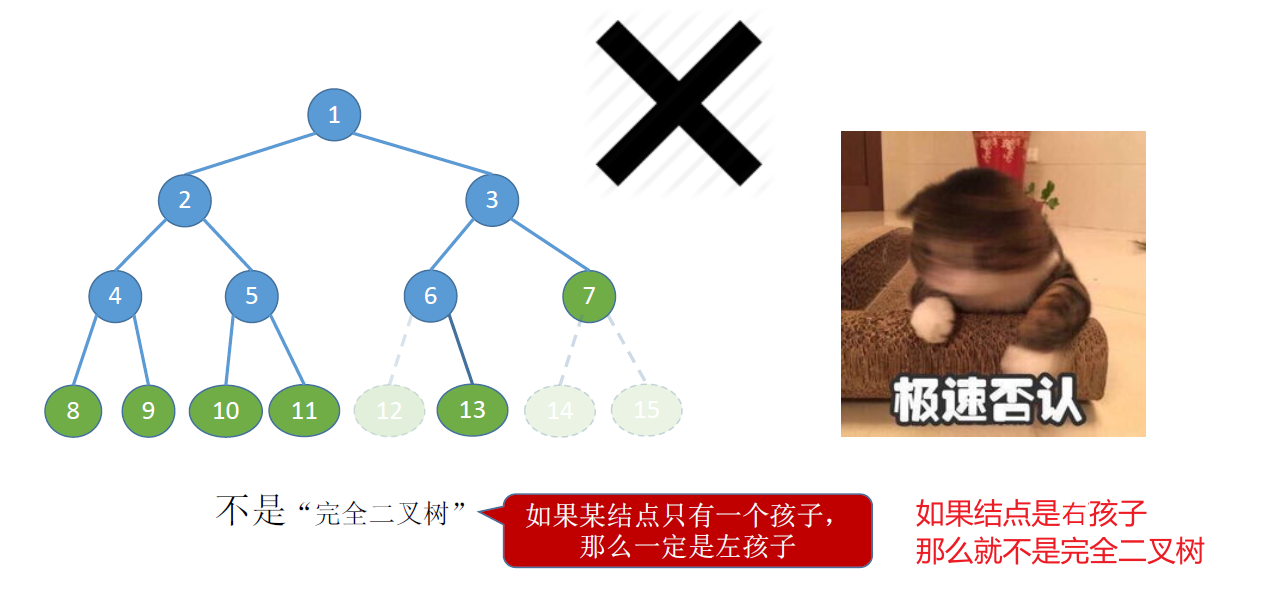 1
2
3
4
5
6
7
8
9
10
11
12
13
14
15
极速否认
不是“完全二叉树”
如果某结点只有一个孩子，
那么一定是左孩子
如果结点是右孩子
那么就不是完全二叉树